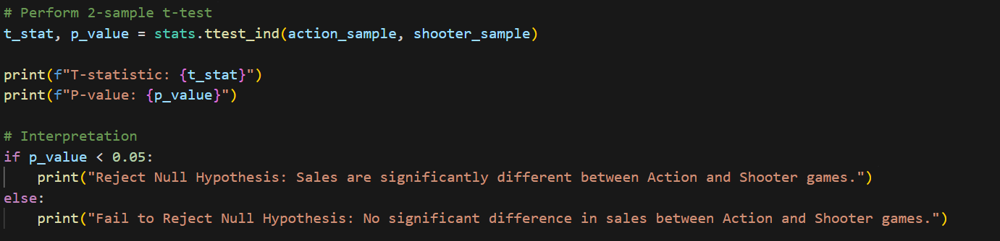 # Perform 2-sample t-test
t_stat, p_value = stats.ttest_ind(action_sample, shooter_sample)
print(f"T-statistic: {t_stat}")
print(f"P-value: {p_value}")
# Interpretation
if p_value < 0.05:
    print("Reject Null Hypothesis: Sales are significantly different between Action and Shooter games.")
else:
    print("Fail to Reject Null Hypothesis: No significant difference in sales between Action and Shooter games.")